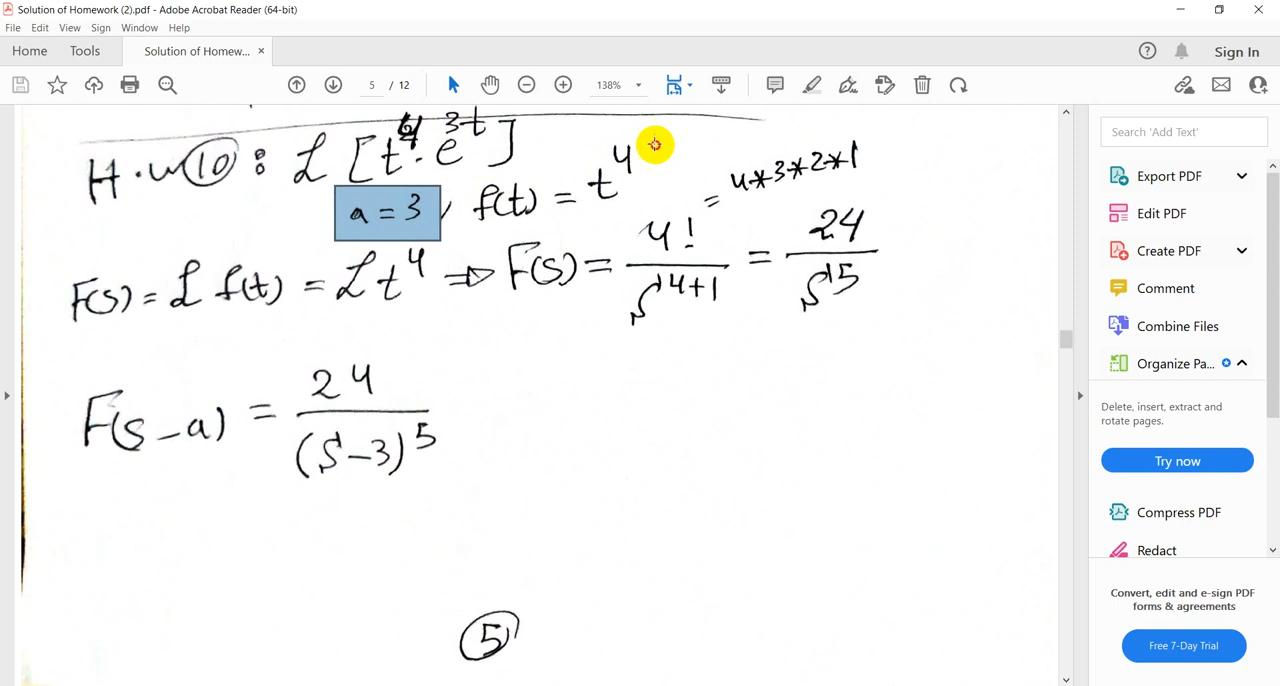 Solution of Homework (2).pdf - Adobe Acrobat Reader (64-bit)
File Edit View Sign Window Help
Home Tools Solution of Homew... × Sign In
5 / 12 138%
H.w 10 : ℒ [t⁴ · e³ᵗ]
a = 3 , f(t) = t⁴
= 4*3*2*1
F(s) = ℒ f(t) = ℒ t⁴ ⇒ F(s) = 4! / s⁴⁺¹ = 24 / s⁵
F(s-a) = 24 / (s-3)⁵
5
Search 'Add Text'
Export PDF
Edit PDF
Create PDF
Comment
Combine Files
Organize Pa...
Delete, insert, extract and
rotate pages.
Try now
Compress PDF
Redact
Convert, edit and e-sign PDF
forms & agreements
Free 7-Day Trial